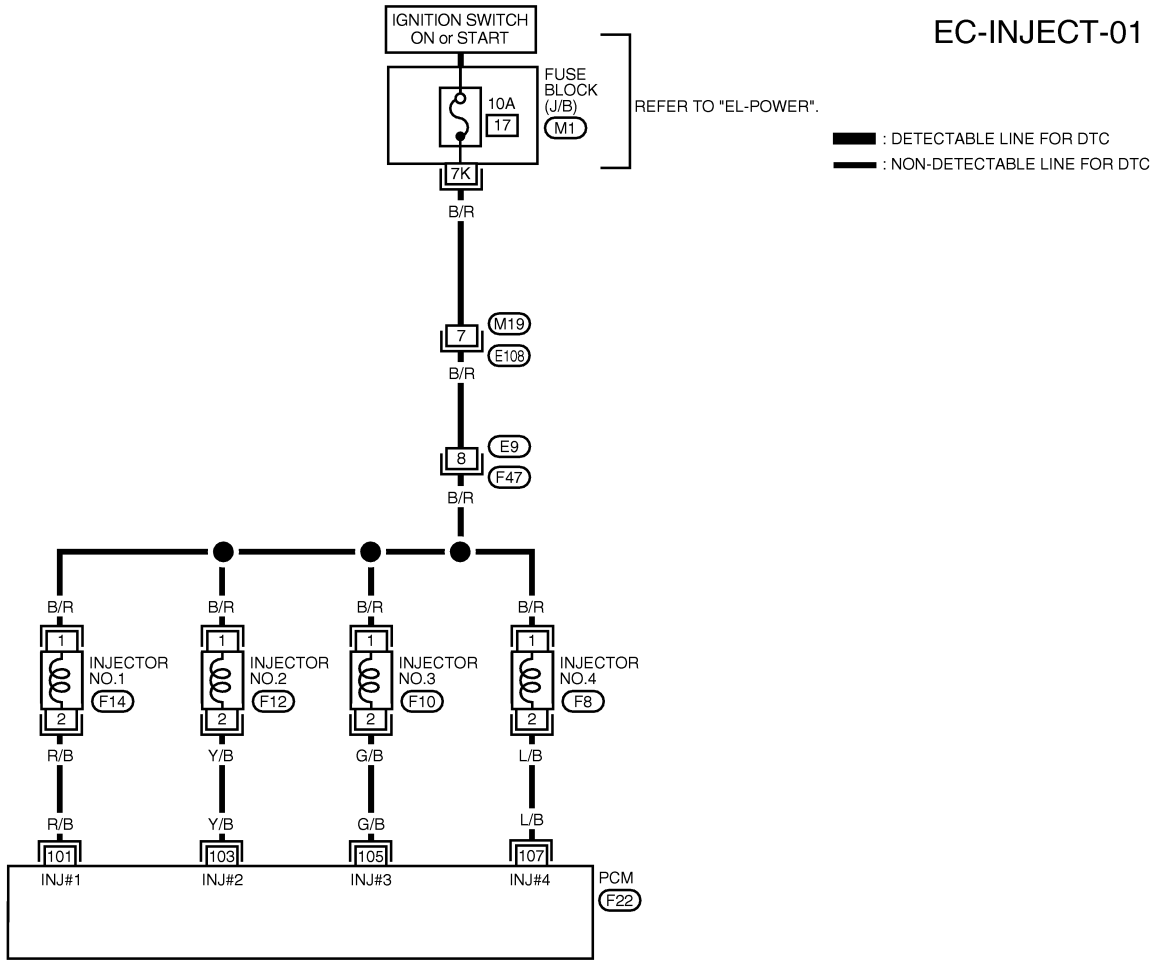 IGNITION SWITCH
ON or START
EC-INJECT-01
FUSE
BLOCK
(J/B)
M1
10A
17
REFER TO "EL-POWER".
: DETECTABLE LINE FOR DTC
: NON-DETECTABLE LINE FOR DTC
7K
B/R
7
M19
E108
B/R
8
E9
F47
B/R
B/R
B/R
B/R
B/R
1
1
1
1
INJECTOR
NO.1
F14
INJECTOR
NO.2
F12
INJECTOR
NO.3
F10
INJECTOR
NO.4
F8
2
2
2
2
R/B
Y/B
G/B
L/B
R/B
Y/B
G/B
L/B
101
103
105
107
INJ#1
INJ#2
INJ#3
INJ#4
PCM
F22